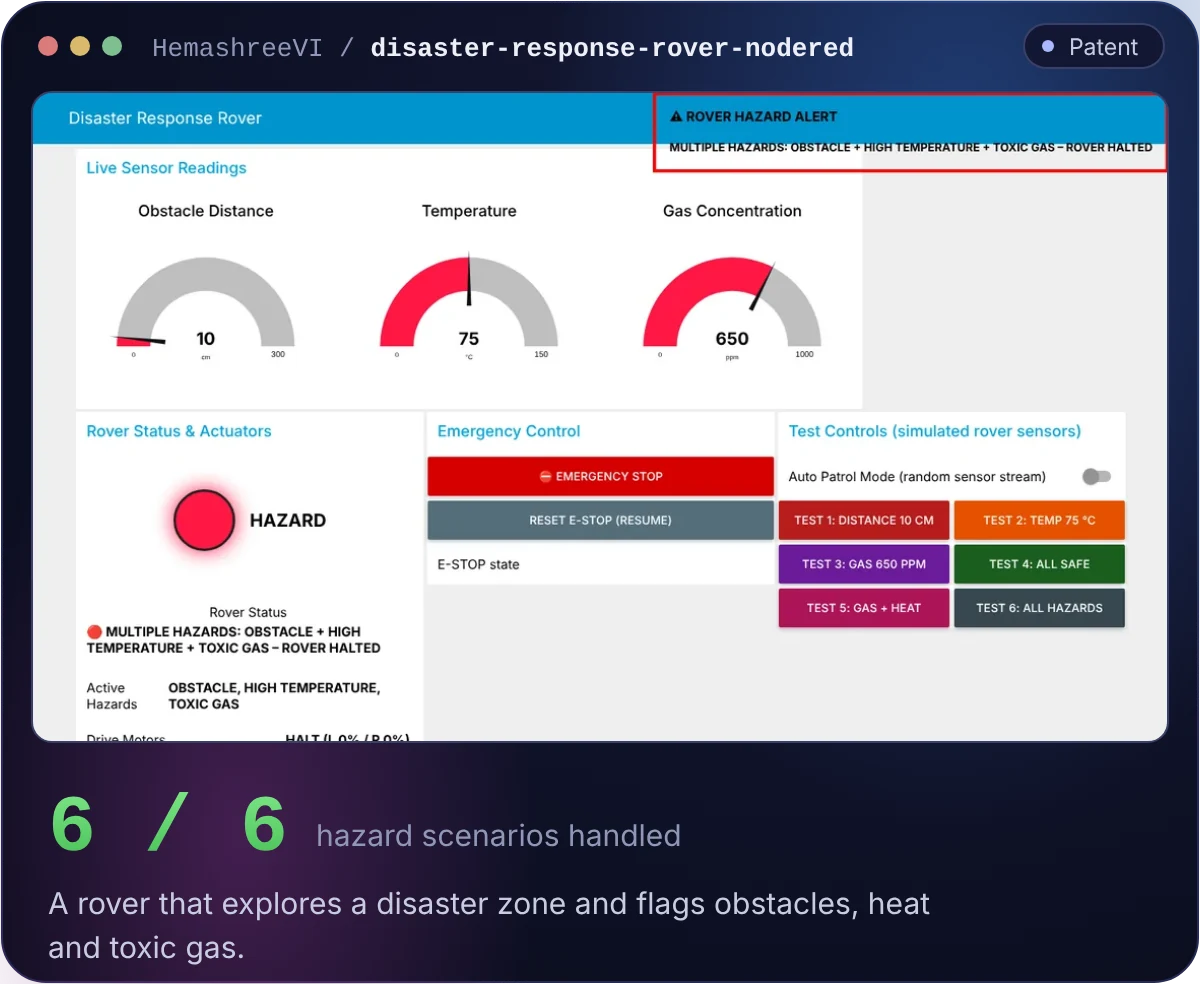 HemashreeVI / disaster-response-rover-nodered
Patent
Disaster Response Rover
⚠ ROVER HAZARD ALERT
MULTIPLE HAZARDS: OBSTACLE + HIGH TEMPERATURE + TOXIC GAS – ROVER HALTED
Live Sensor Readings
Obstacle Distance
Temperature
Gas Concentration
10
cm
0
300
75
°C
0
150
650
ppm
0
1000
Rover Status & Actuators
HAZARD
Rover Status
🔴 MULTIPLE HAZARDS: OBSTACLE + HIGH
TEMPERATURE + TOXIC GAS – ROVER HALTED
Active
Hazards
OBSTACLE, HIGH TEMPERATURE,
TOXIC GAS
Drive Motors
HALT (L 0% / R 0%)
Emergency Control
⛔ EMERGENCY STOP
RESET E-STOP (RESUME)
E-STOP state
Test Controls (simulated rover sensors)
Auto Patrol Mode (random sensor stream)
TEST 1: DISTANCE 10 CM
TEST 2: TEMP 75 °C
TEST 3: GAS 650 PPM
TEST 4: ALL SAFE
TEST 5: GAS + HEAT
TEST 6: ALL HAZARDS
6 / 6 hazard scenarios handled
A rover that explores a disaster zone and flags obstacles, heat
and toxic gas.